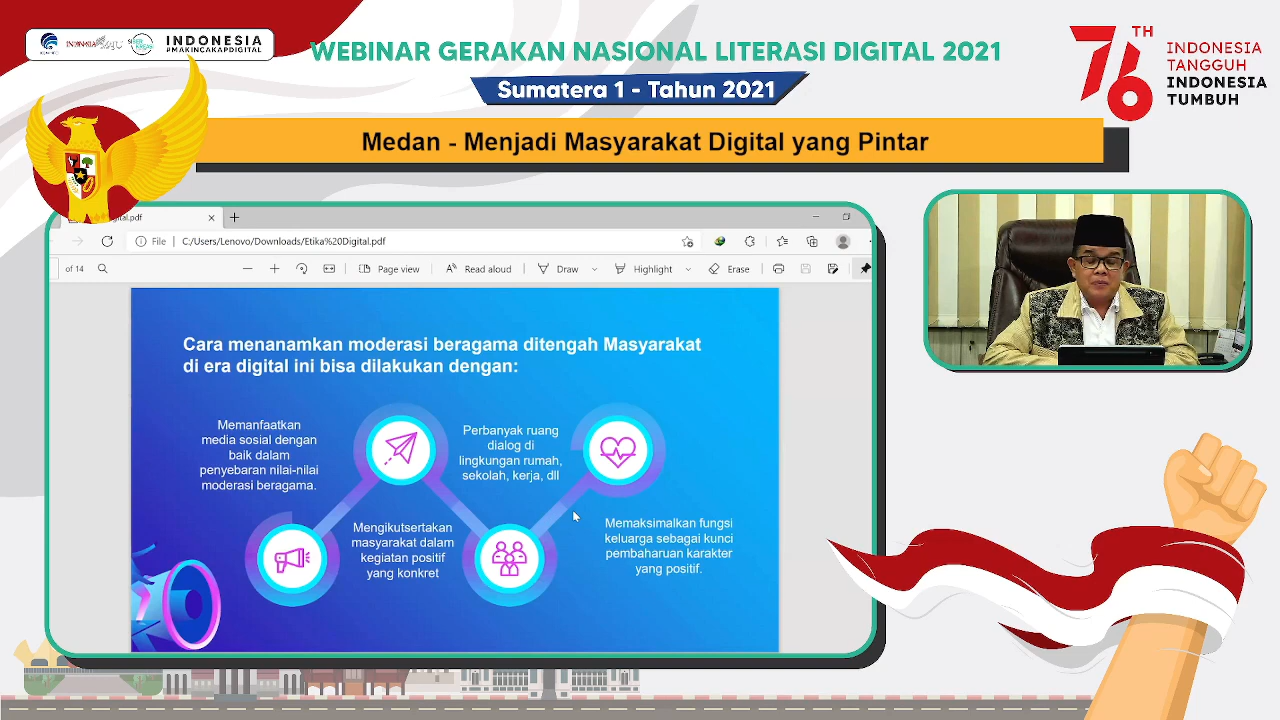 INDONESIA
#MAKINCAKAPDIGITAL
WEBINAR GERAKAN NASIONAL LITERASI DIGITAL 2021
Sumatera 1 - Tahun 2021
76
TH
INDONESIA
TANGGUH
INDONESIA
TUMBUH
Medan - Menjadi Masyarakat Digital yang Pintar
File
C:/Users/Lenovo/Downloads/Etika%20Digital.pdf
of 14
Page view
Read aloud
Draw
Highlight
Erase
Cara menanamkan moderasi beragama ditengah Masyarakat
di era digital ini bisa dilakukan dengan:
Memanfaatkan
media sosial dengan
baik dalam
penyebaran nilai-nilai
moderasi beragama.
Mengikutsertakan
masyarakat dalam
kegiatan positif
yang konkret
Perbanyak ruang
dialog di
lingkungan rumah,
sekolah, kerja, dll
Memaksimalkan fungsi
keluarga sebagai kunci
pembaharuan karakter
yang positif.